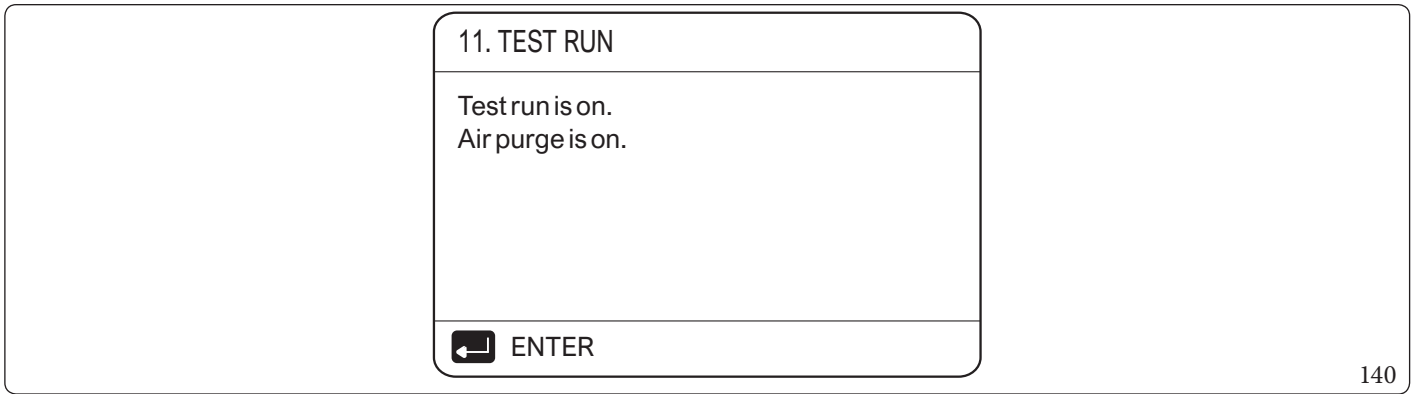 11. TEST RUN
Test run is on.
Air purge is on.
ENTER
140